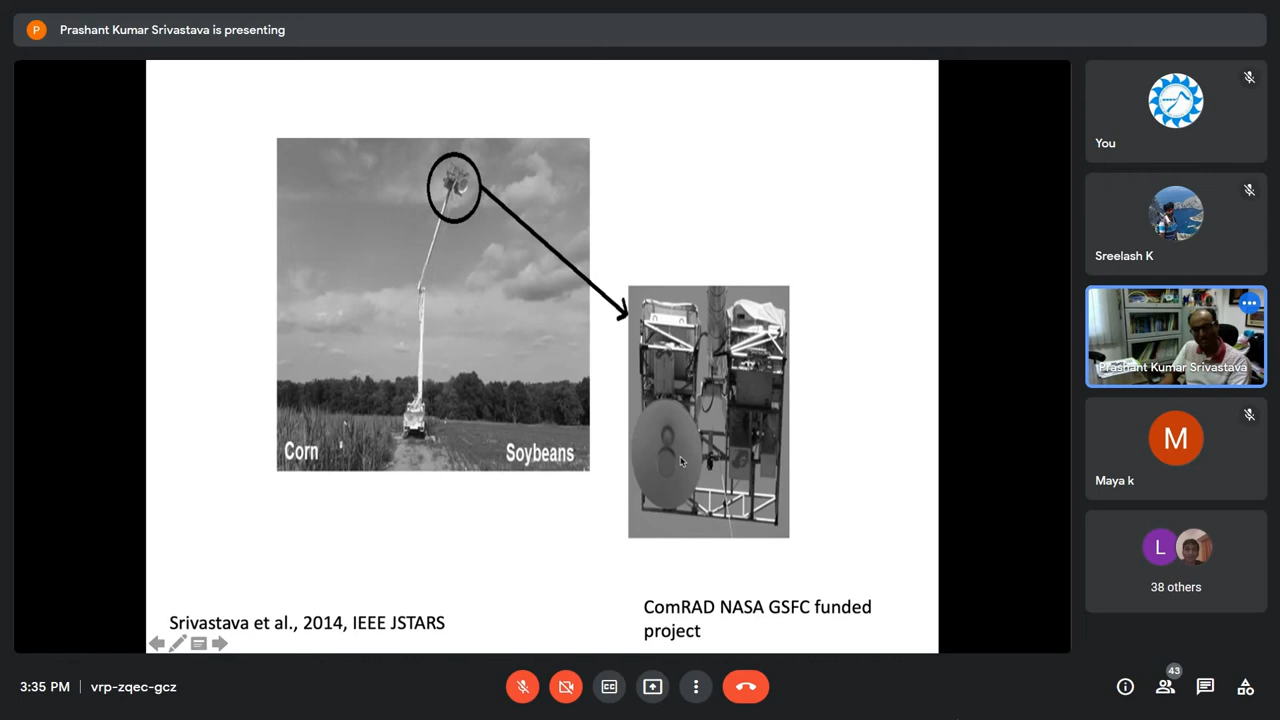 P
Prashant Kumar Srivastava is presenting
Corn
Soybeans
Srivastava et al., 2014, IEEE JSTARS
ComRAD NASA GSFC funded
project
You
Sreelash K
Prashant Kumar Srivastava
M
Maya k
L
38 others
3:35 PM
vrp-zqec-gcz
CC
43